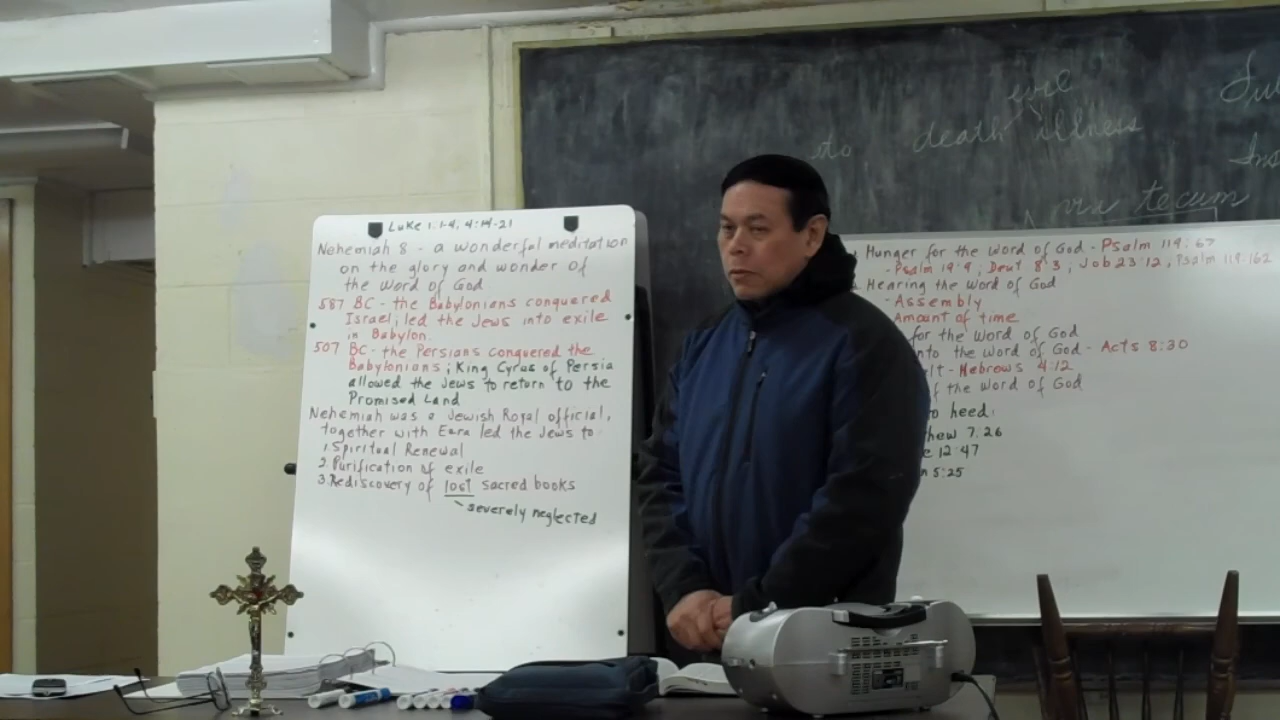 Luke 1:1-4, 4:14-21
Nehemiah 8 - a wonderful meditation
on the glory and wonder of
the Word of God
587 BC - the Babylonians conquered
Israel; led the Jews into exile
in Babylon.
507 BC - the Persians conquered the
Babylonians; King Cyrus of Persia
allowed the Jews to return to the
Promised Land
Nehemiah was a Jewish Royal official,
together with Ezra led the Jews to:
1. Spiritual Renewal
2. Purification of exile
3. Rediscovery of lost sacred books
severely neglected
evil
to death illness
tecum
Hunger for the Word of God - Psalm 119:67
- Psalm 19:9, Deut 8:3, Job 23:12, Psalm 119:162
Hearing the Word of God
- Assembly
Amount of time
for the Word of God
nto the Word of God - Acts 8:30
lt - Hebrews 4:12
f the Word of God
o heed:
hew 7:26
e 12:47
n 5:25